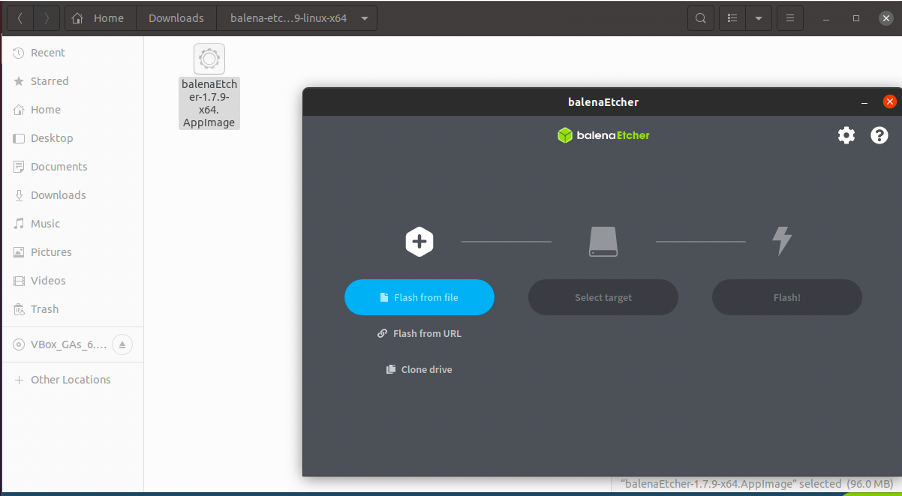 Home
Downloads
balena-etc...9-linux-x64
Recent
Starred
Home
Desktop
Documents
Downloads
Music
Pictures
Videos
Trash
VBox_GAs_6....
Other Locations
balenaEtch
er-1.7.9-
x64.
AppImage
balenaEtcher
balenaEtcher
Flash from file
Select target
Flash!
Flash from URL
Clone drive
"balenaEtcher-1.7.9-x64.AppImage" selected (96.0 MB)